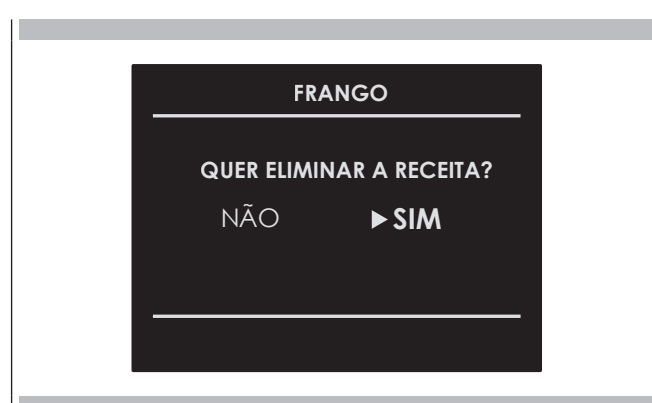 FRANGO
QUER ELIMINAR A RECEITA?
NÃO ▶SIM